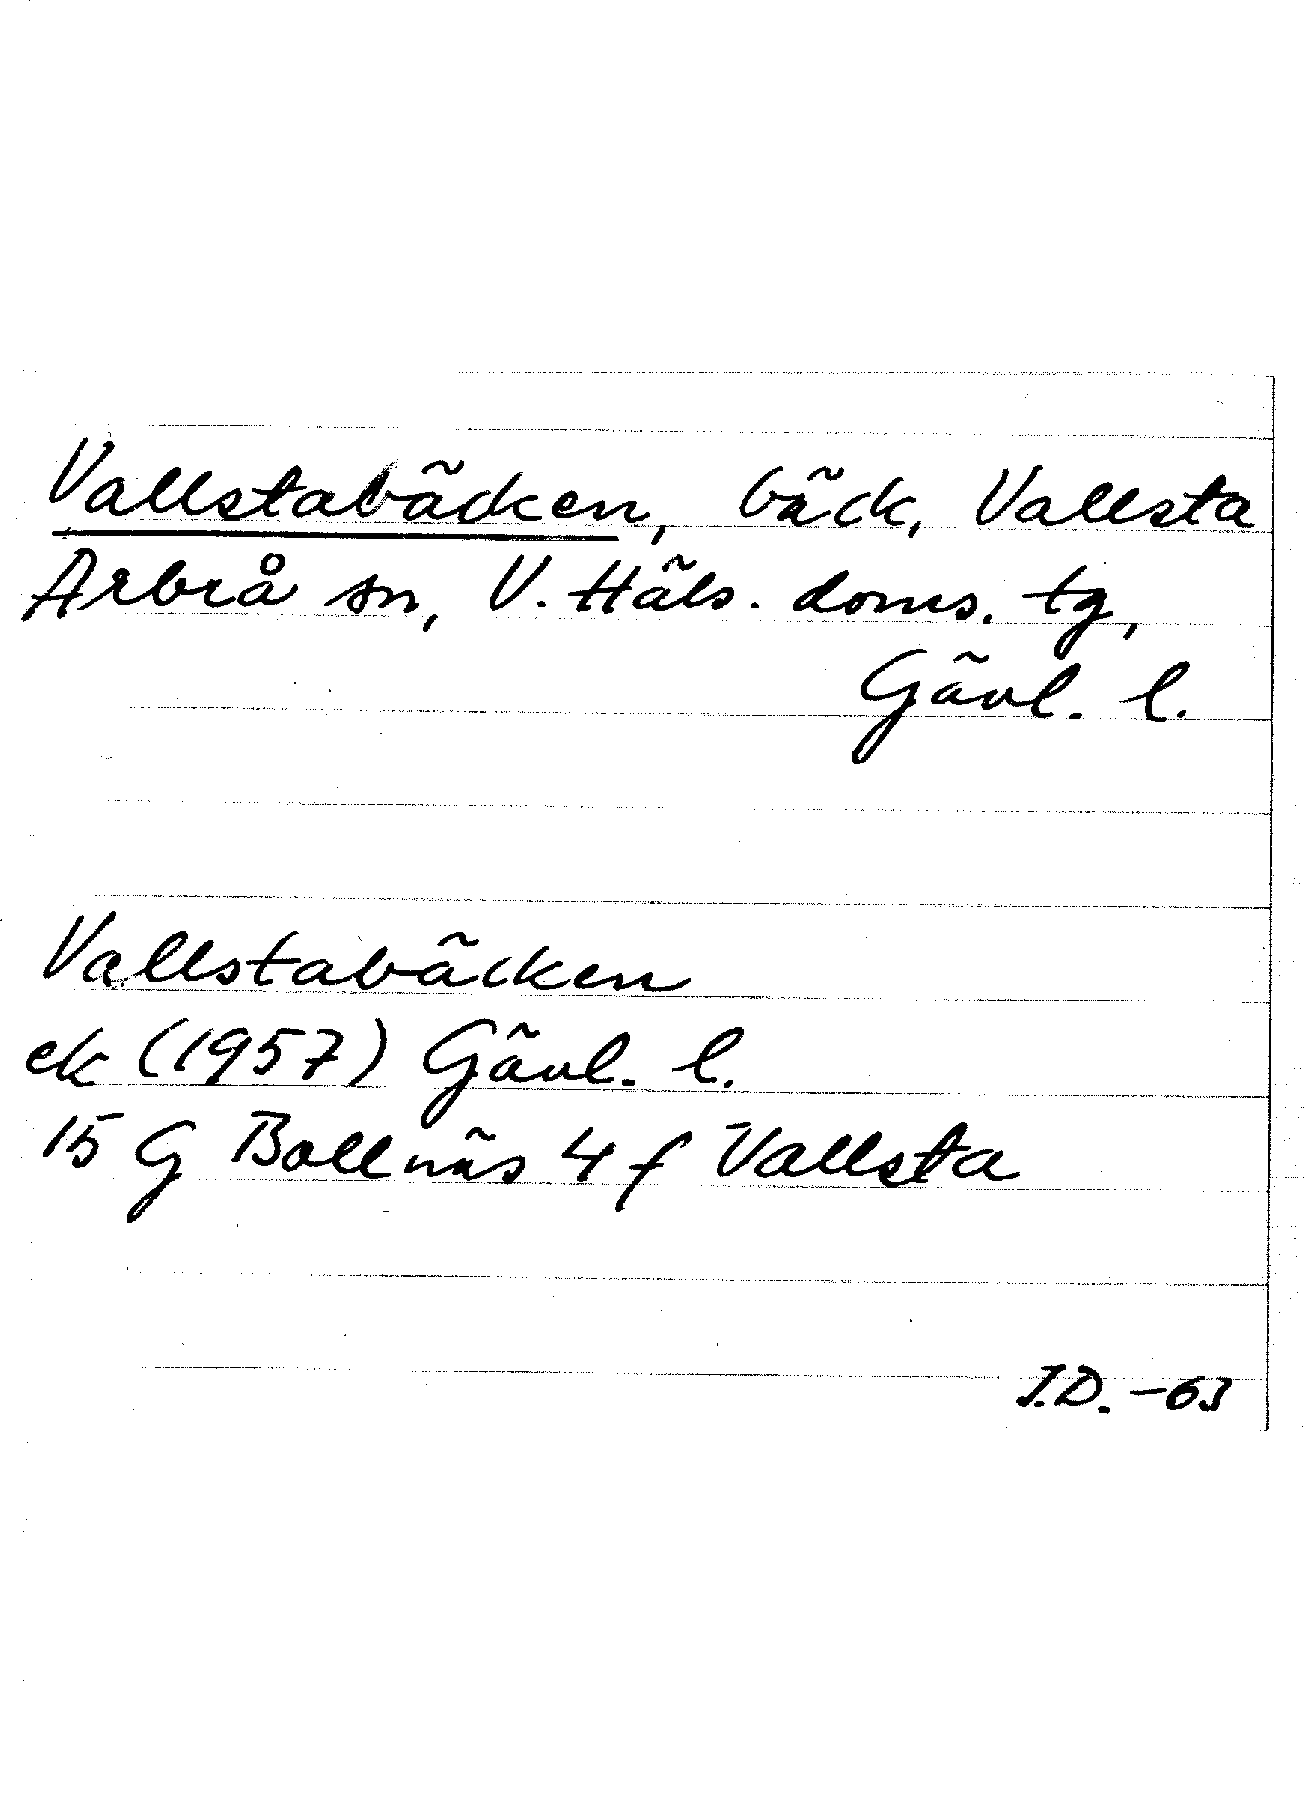 Vallstabäcken, bäck, Vallsta
Arbrå sn, V. Häls. doms. tg,
Gävl. l.
Vallstabäcken
ek (1957) Gävl. l.
15 G Bollnäs 4 f Vallsta
I.D. -63